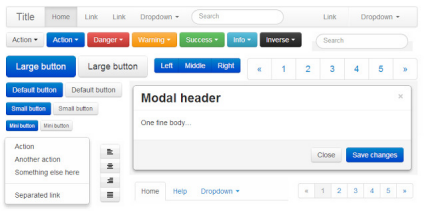 Title Home Link Link Dropdown Search Link Dropdown
Action Action Danger Warning Success Info Inverse Search
Large button Large button Left Middle Right « 1 2 3 4 5 »
Default button Default button
Modal header ×
Small button Small button
One fine body...
Mini button Mini button
Action
Another action
Something else here
Close Save changes
Separated link
Home Help Dropdown « 1 2 3 4 5 »